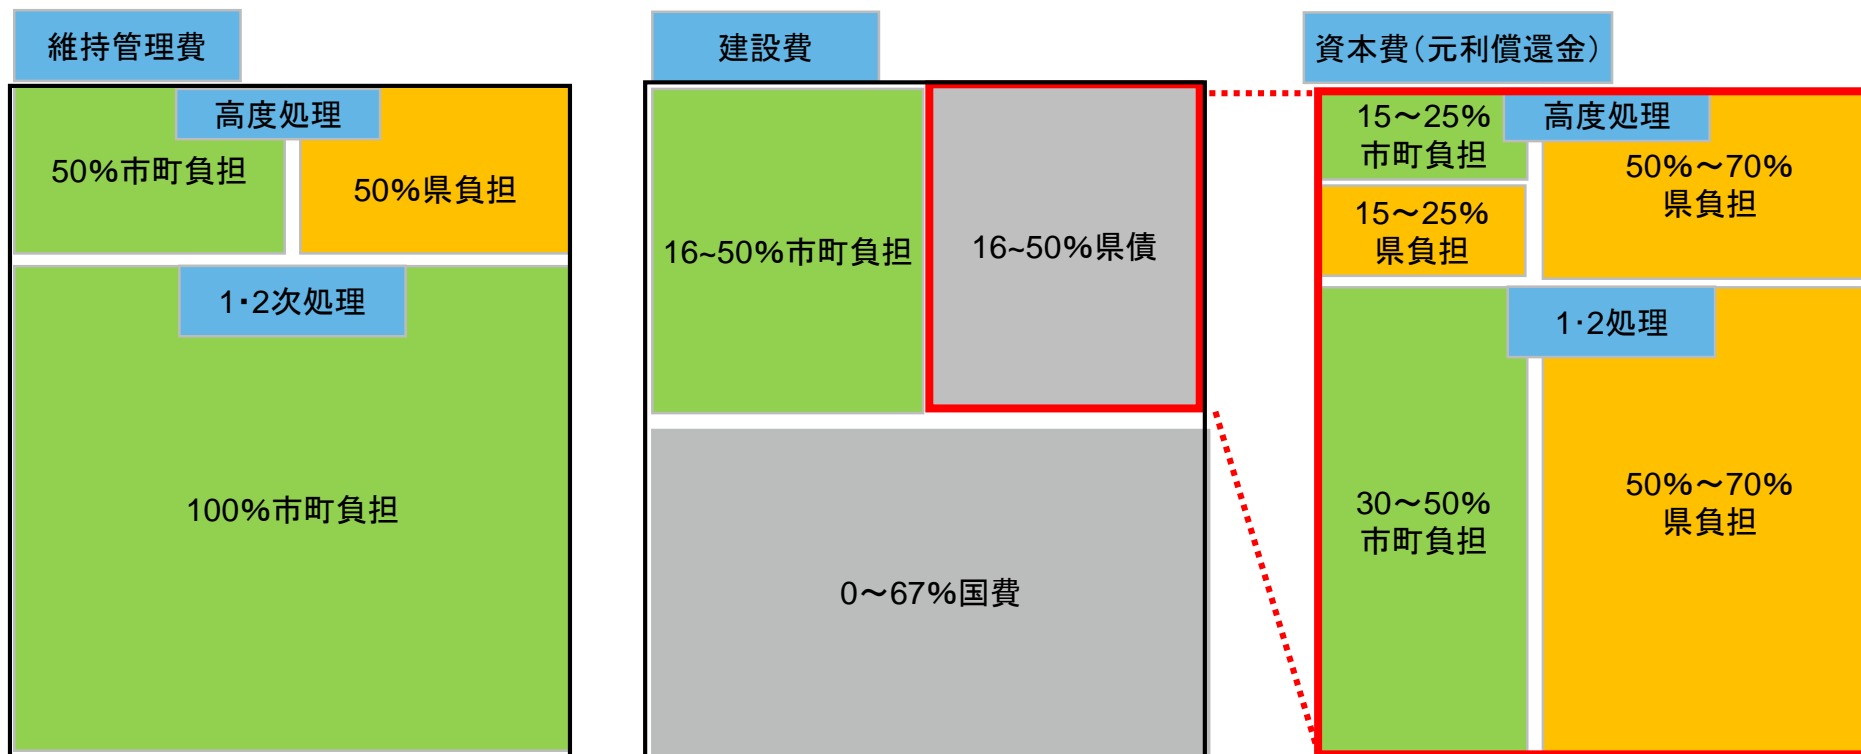 維持管理費
高度処理
50%市町負担
50%県負担
1・2次処理
100%市町負担
建設費
16~50%市町負担
16~50%県債
0～67%国費
資本費（元利償還金）
高度処理
15～25%
市町負担
15～25%
県負担
50%～70%
県負担
1・2処理
30～50%
市町負担
50%～70%
県負担